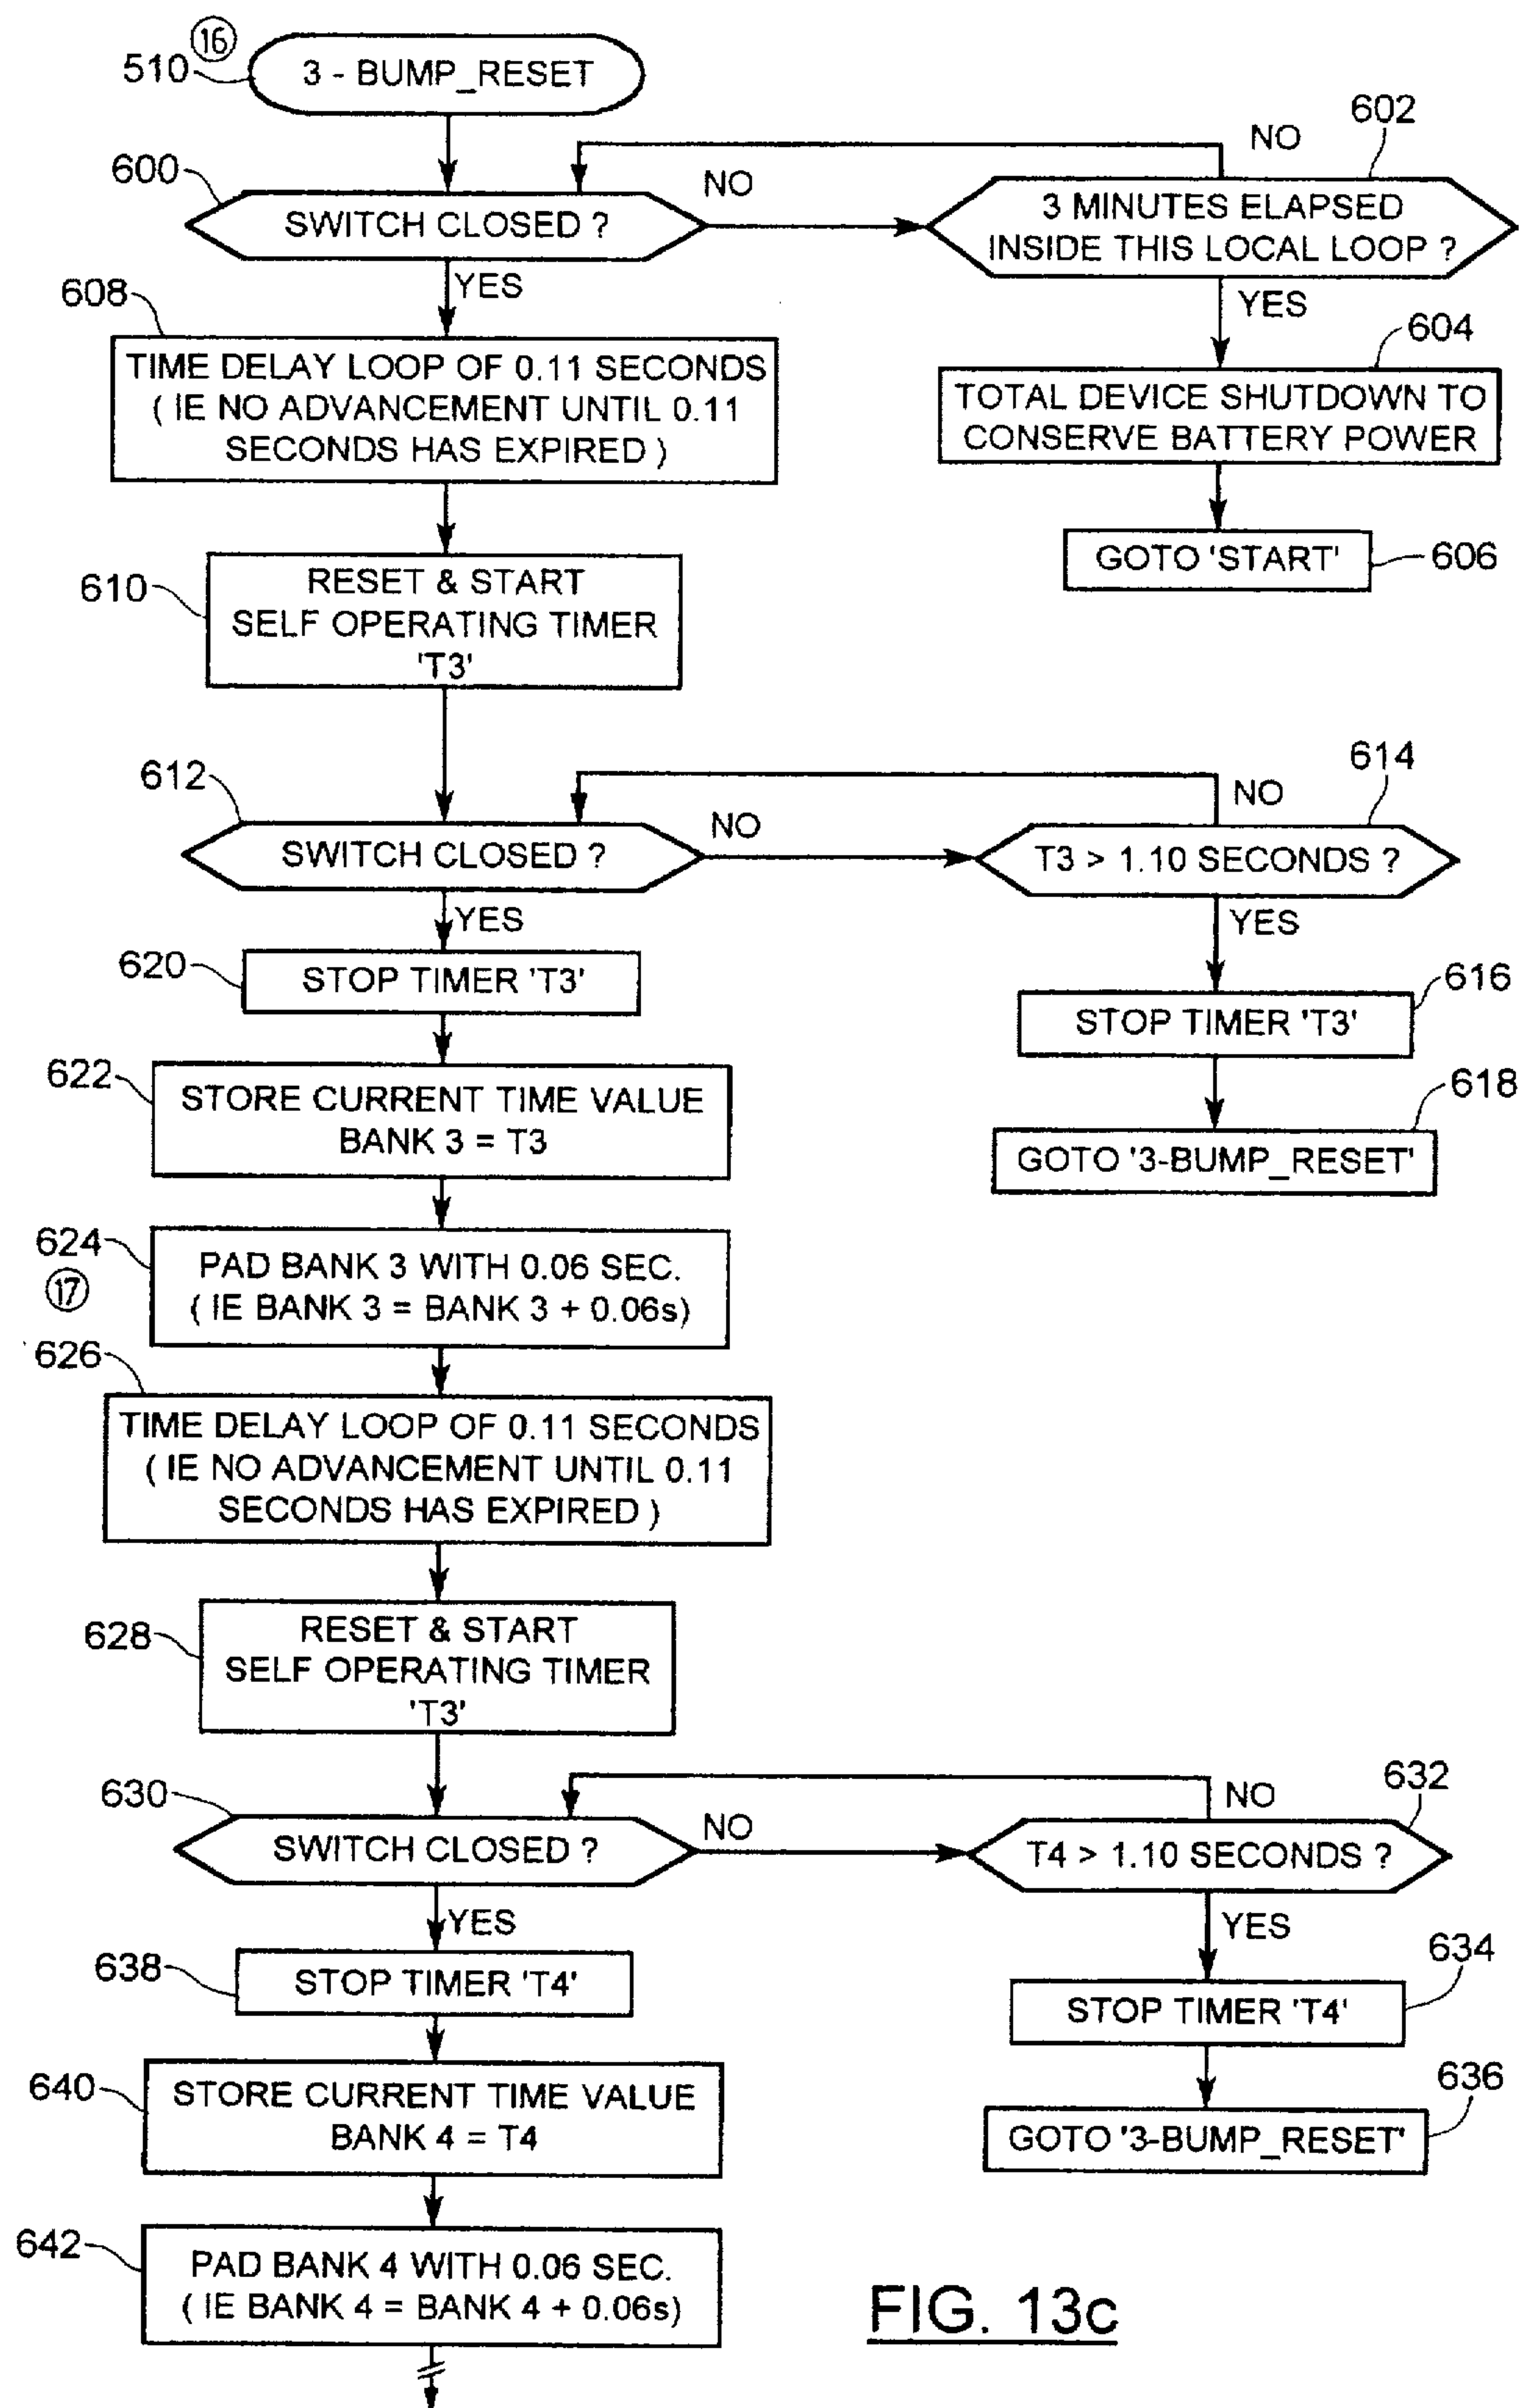 16
510
3 - BUMP_RESET
602
NO
600
SWITCH CLOSED ?
NO
3 MINUTES ELAPSED
INSIDE THIS LOCAL LOOP ?
YES
YES
608
604
TIME DELAY LOOP OF 0.11 SECONDS
( IE NO ADVANCEMENT UNTIL 0.11
SECONDS HAS EXPIRED )
TOTAL DEVICE SHUTDOWN TO
CONSERVE BATTERY POWER
GOTO 'START'
606
610
RESET & START
SELF OPERATING TIMER
'T3'
612
614
NO
SWITCH CLOSED ?
NO
T3 > 1.10 SECONDS ?
YES
YES
620
STOP TIMER 'T3'
616
STOP TIMER 'T3'
622
STORE CURRENT TIME VALUE
BANK 3 = T3
618
GOTO '3-BUMP_RESET'
624
17
PAD BANK 3 WITH 0.06 SEC.
( IE BANK 3 = BANK 3 + 0.06s)
626
TIME DELAY LOOP OF 0.11 SECONDS
( IE NO ADVANCEMENT UNTIL 0.11
SECONDS HAS EXPIRED )
628
RESET & START
SELF OPERATING TIMER
'T3'
630
632
NO
SWITCH CLOSED ?
NO
T4 > 1.10 SECONDS ?
YES
YES
638
STOP TIMER 'T4'
634
STOP TIMER 'T4'
640
STORE CURRENT TIME VALUE
BANK 4 = T4
636
GOTO '3-BUMP_RESET'
642
PAD BANK 4 WITH 0.06 SEC.
( IE BANK 4 = BANK 4 + 0.06s)
FIG. 13c